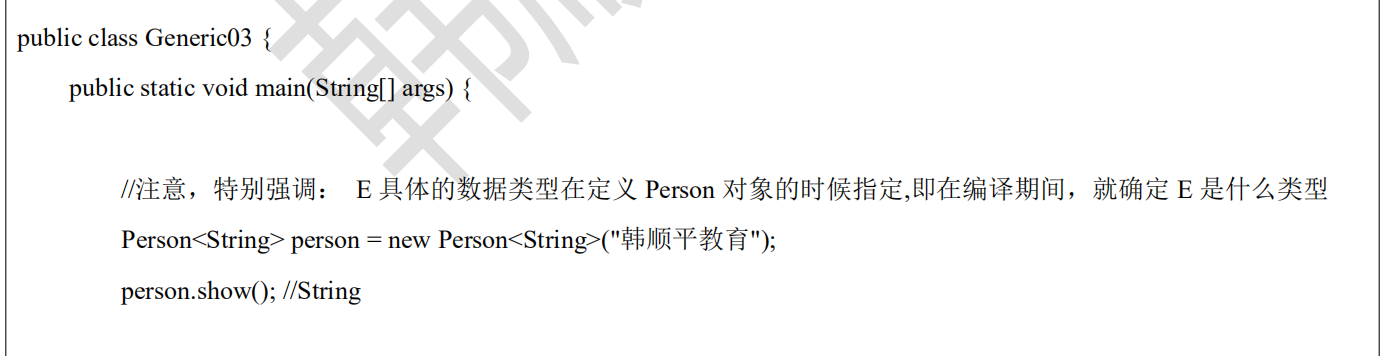 public class Generic03 {
public static void main(String[] args) {
//注意，特别强调： E 具体的数据类型在定义 Person 对象的时候指定,即在编译期间，就确定 E 是什么类型
Person<String> person = new Person<String>("韩顺平教育");
person.show(); //String